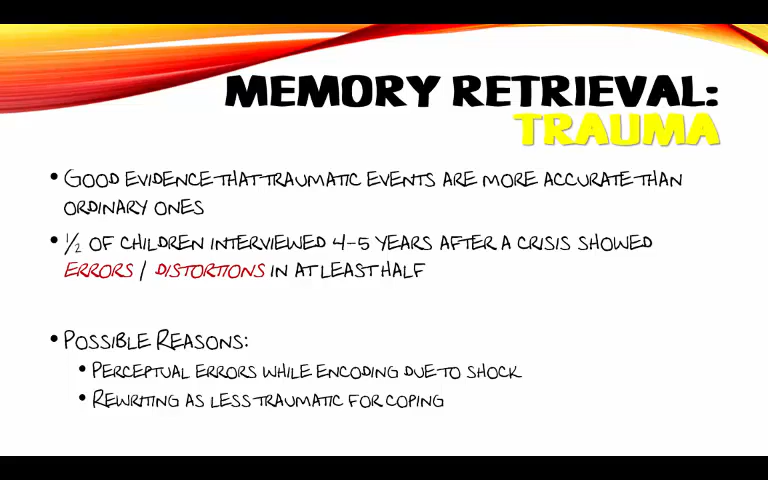 MEMORY RETRIEVAL:
TRAUMA
• GOOD EVIDENCE THAT TRAUMATIC EVENTS ARE MORE ACCURATE THAN
ORDINARY ONES
• ½ OF CHILDREN INTERVIEWED 4-5 YEARS AFTER A CRISIS SHOWED
ERRORS / DISTORTIONS IN AT LEAST HALF
• POSSIBLE REASONS:
• PERCEPTUAL ERRORS WHILE ENCODING DUE TO SHOCK
• REWRITING AS LESS TRAUMATIC FOR COPING